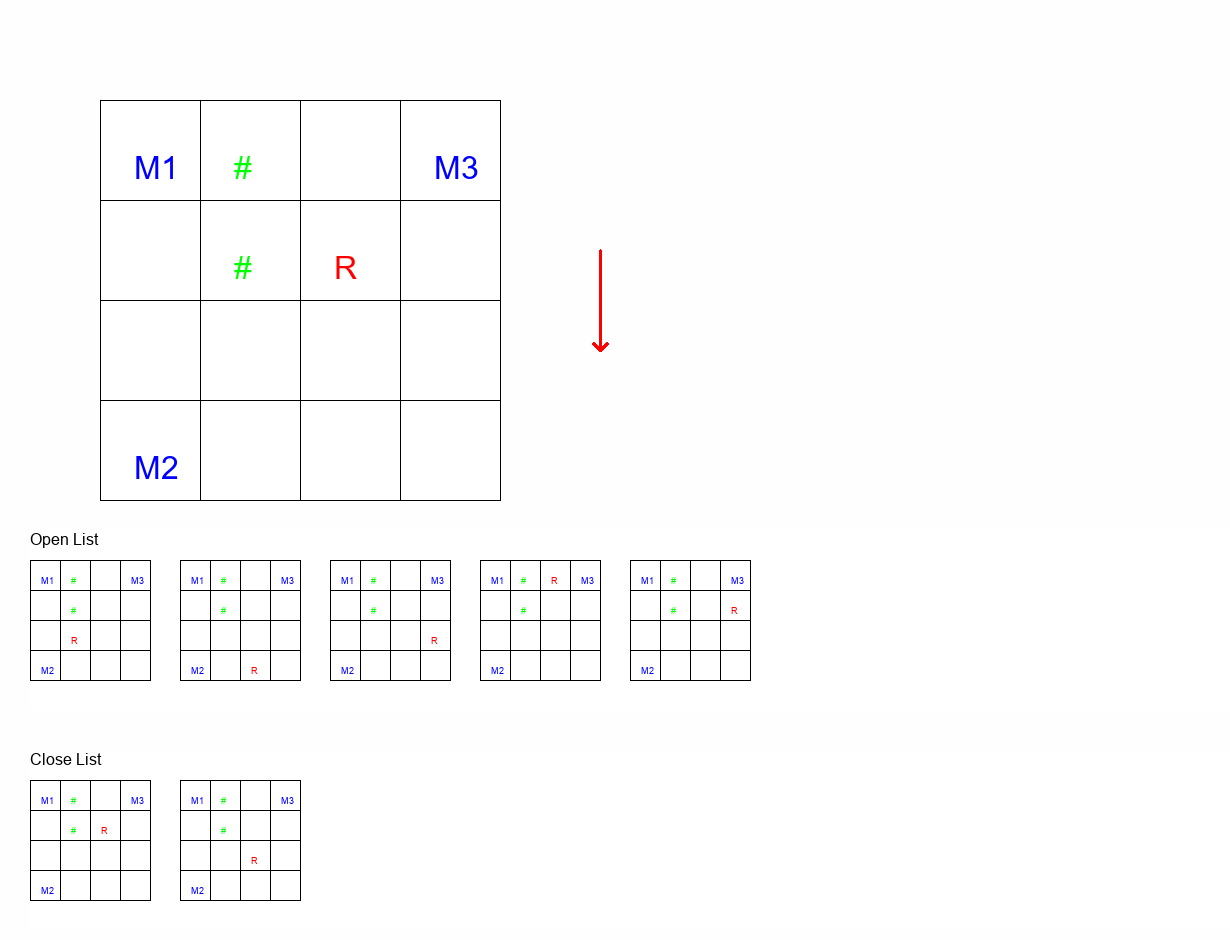 M1 # M3
# R
M2
Open List
M1 # M3 M1 # M3 M1 # M3 M1 # R M3 M1 # M3
# # # # # R
R R
M2 M2 R M2 M2 M2
Close List
M1 # M3 M1 # M3
# R #
R
M2 M2